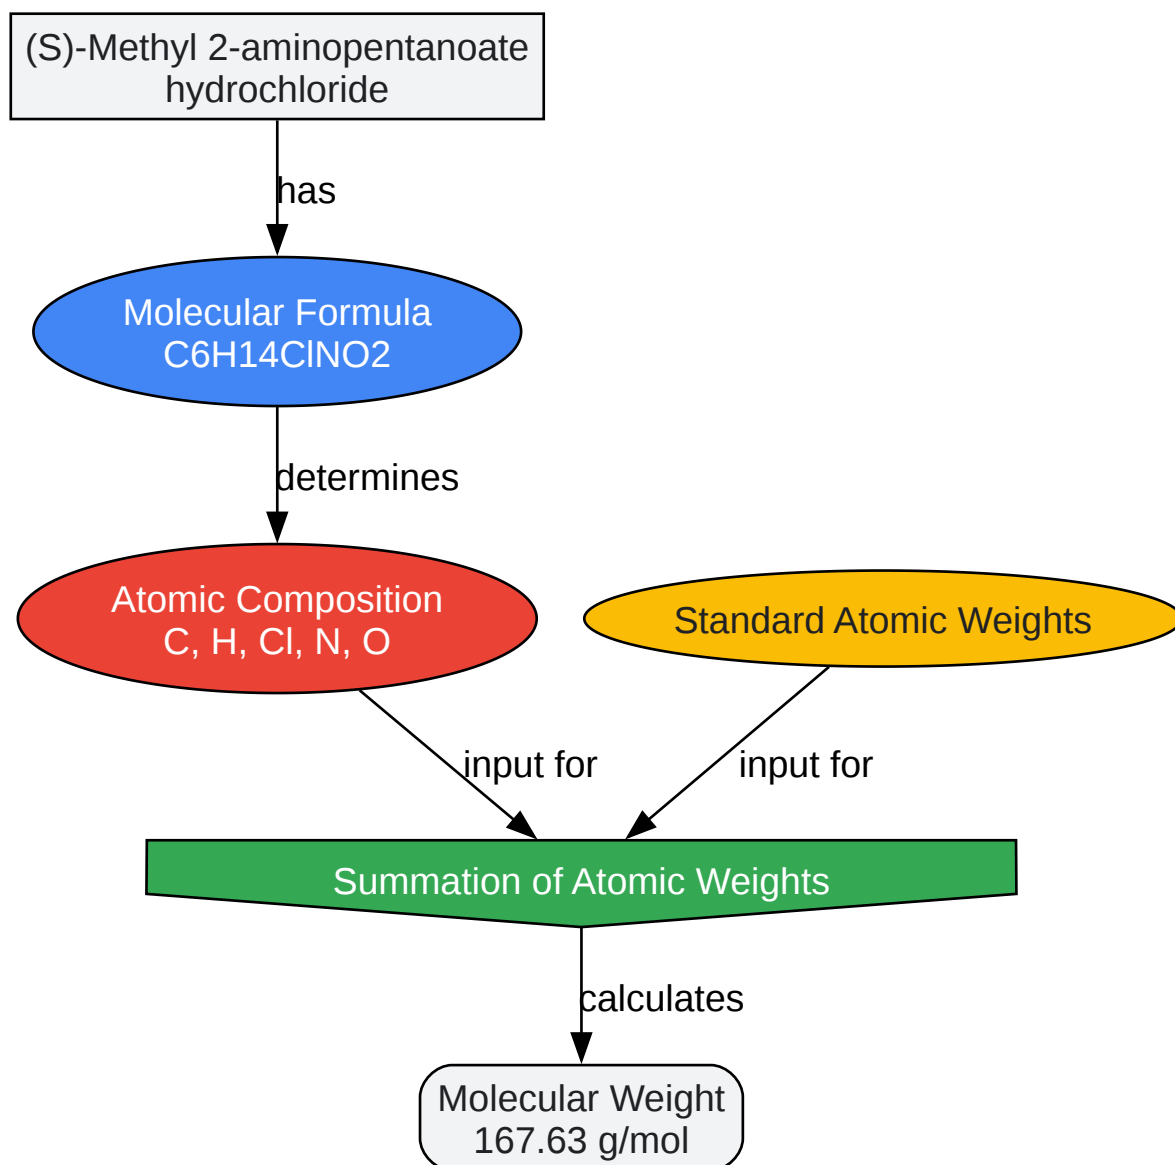 (S)-Methyl 2-aminopentanoate
hydrochloride
has
Molecular Formula
C6H14ClNO2
determines
Atomic Composition
C, H, Cl, N, O
Standard Atomic Weights
input for
input for
Summation of Atomic Weights
calculates
Molecular Weight
167.63 g/mol